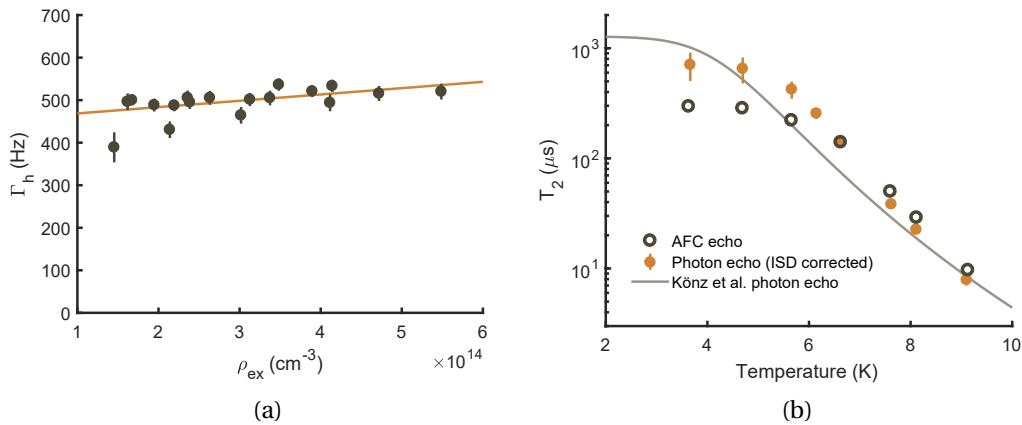 700
600
500
400
300
200
100
0
Γh (Hz)
1 2 3 4 5 6
ρex (cm-3)
×10^14
(a)
10^3
10^2
10^1
T2 (μs)
AFC echo
Photon echo (ISD corrected)
Könz et al. photon echo
2 4 6 8 10
Temperature (K)
(b)